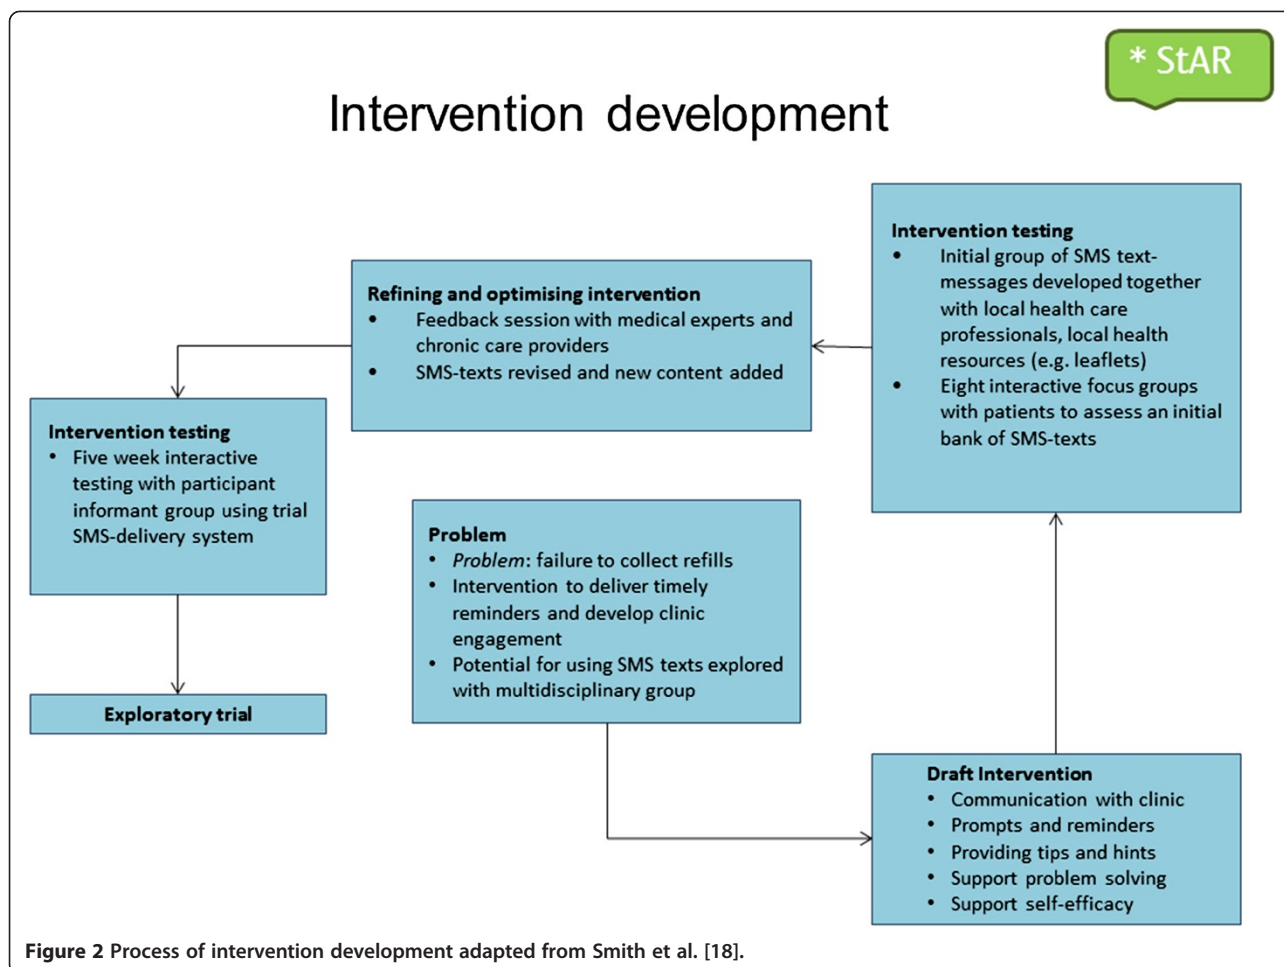 * StAR
Intervention development
Intervention testing
• Initial group of SMS text-
messages developed together
with local health care
professionals, local health
resources (e.g. leaflets)
• Eight interactive focus groups
with patients to assess an initial
bank of SMS-texts
Refining and optimising intervention
• Feedback session with medical experts and
chronic care providers
• SMS-texts revised and new content added
Intervention testing
• Five week interactive
testing with participant
informant group using trial
SMS-delivery system
Problem
• Problem: failure to collect refills
• Intervention to deliver timely
reminders and develop clinic
engagement
• Potential for using SMS texts explored
with multidisciplinary group
Exploratory trial
Draft Intervention
• Communication with clinic
• Prompts and reminders
• Providing tips and hints
• Support problem solving
• Support self-efficacy
Figure 2 Process of intervention development adapted from Smith et al. [18].